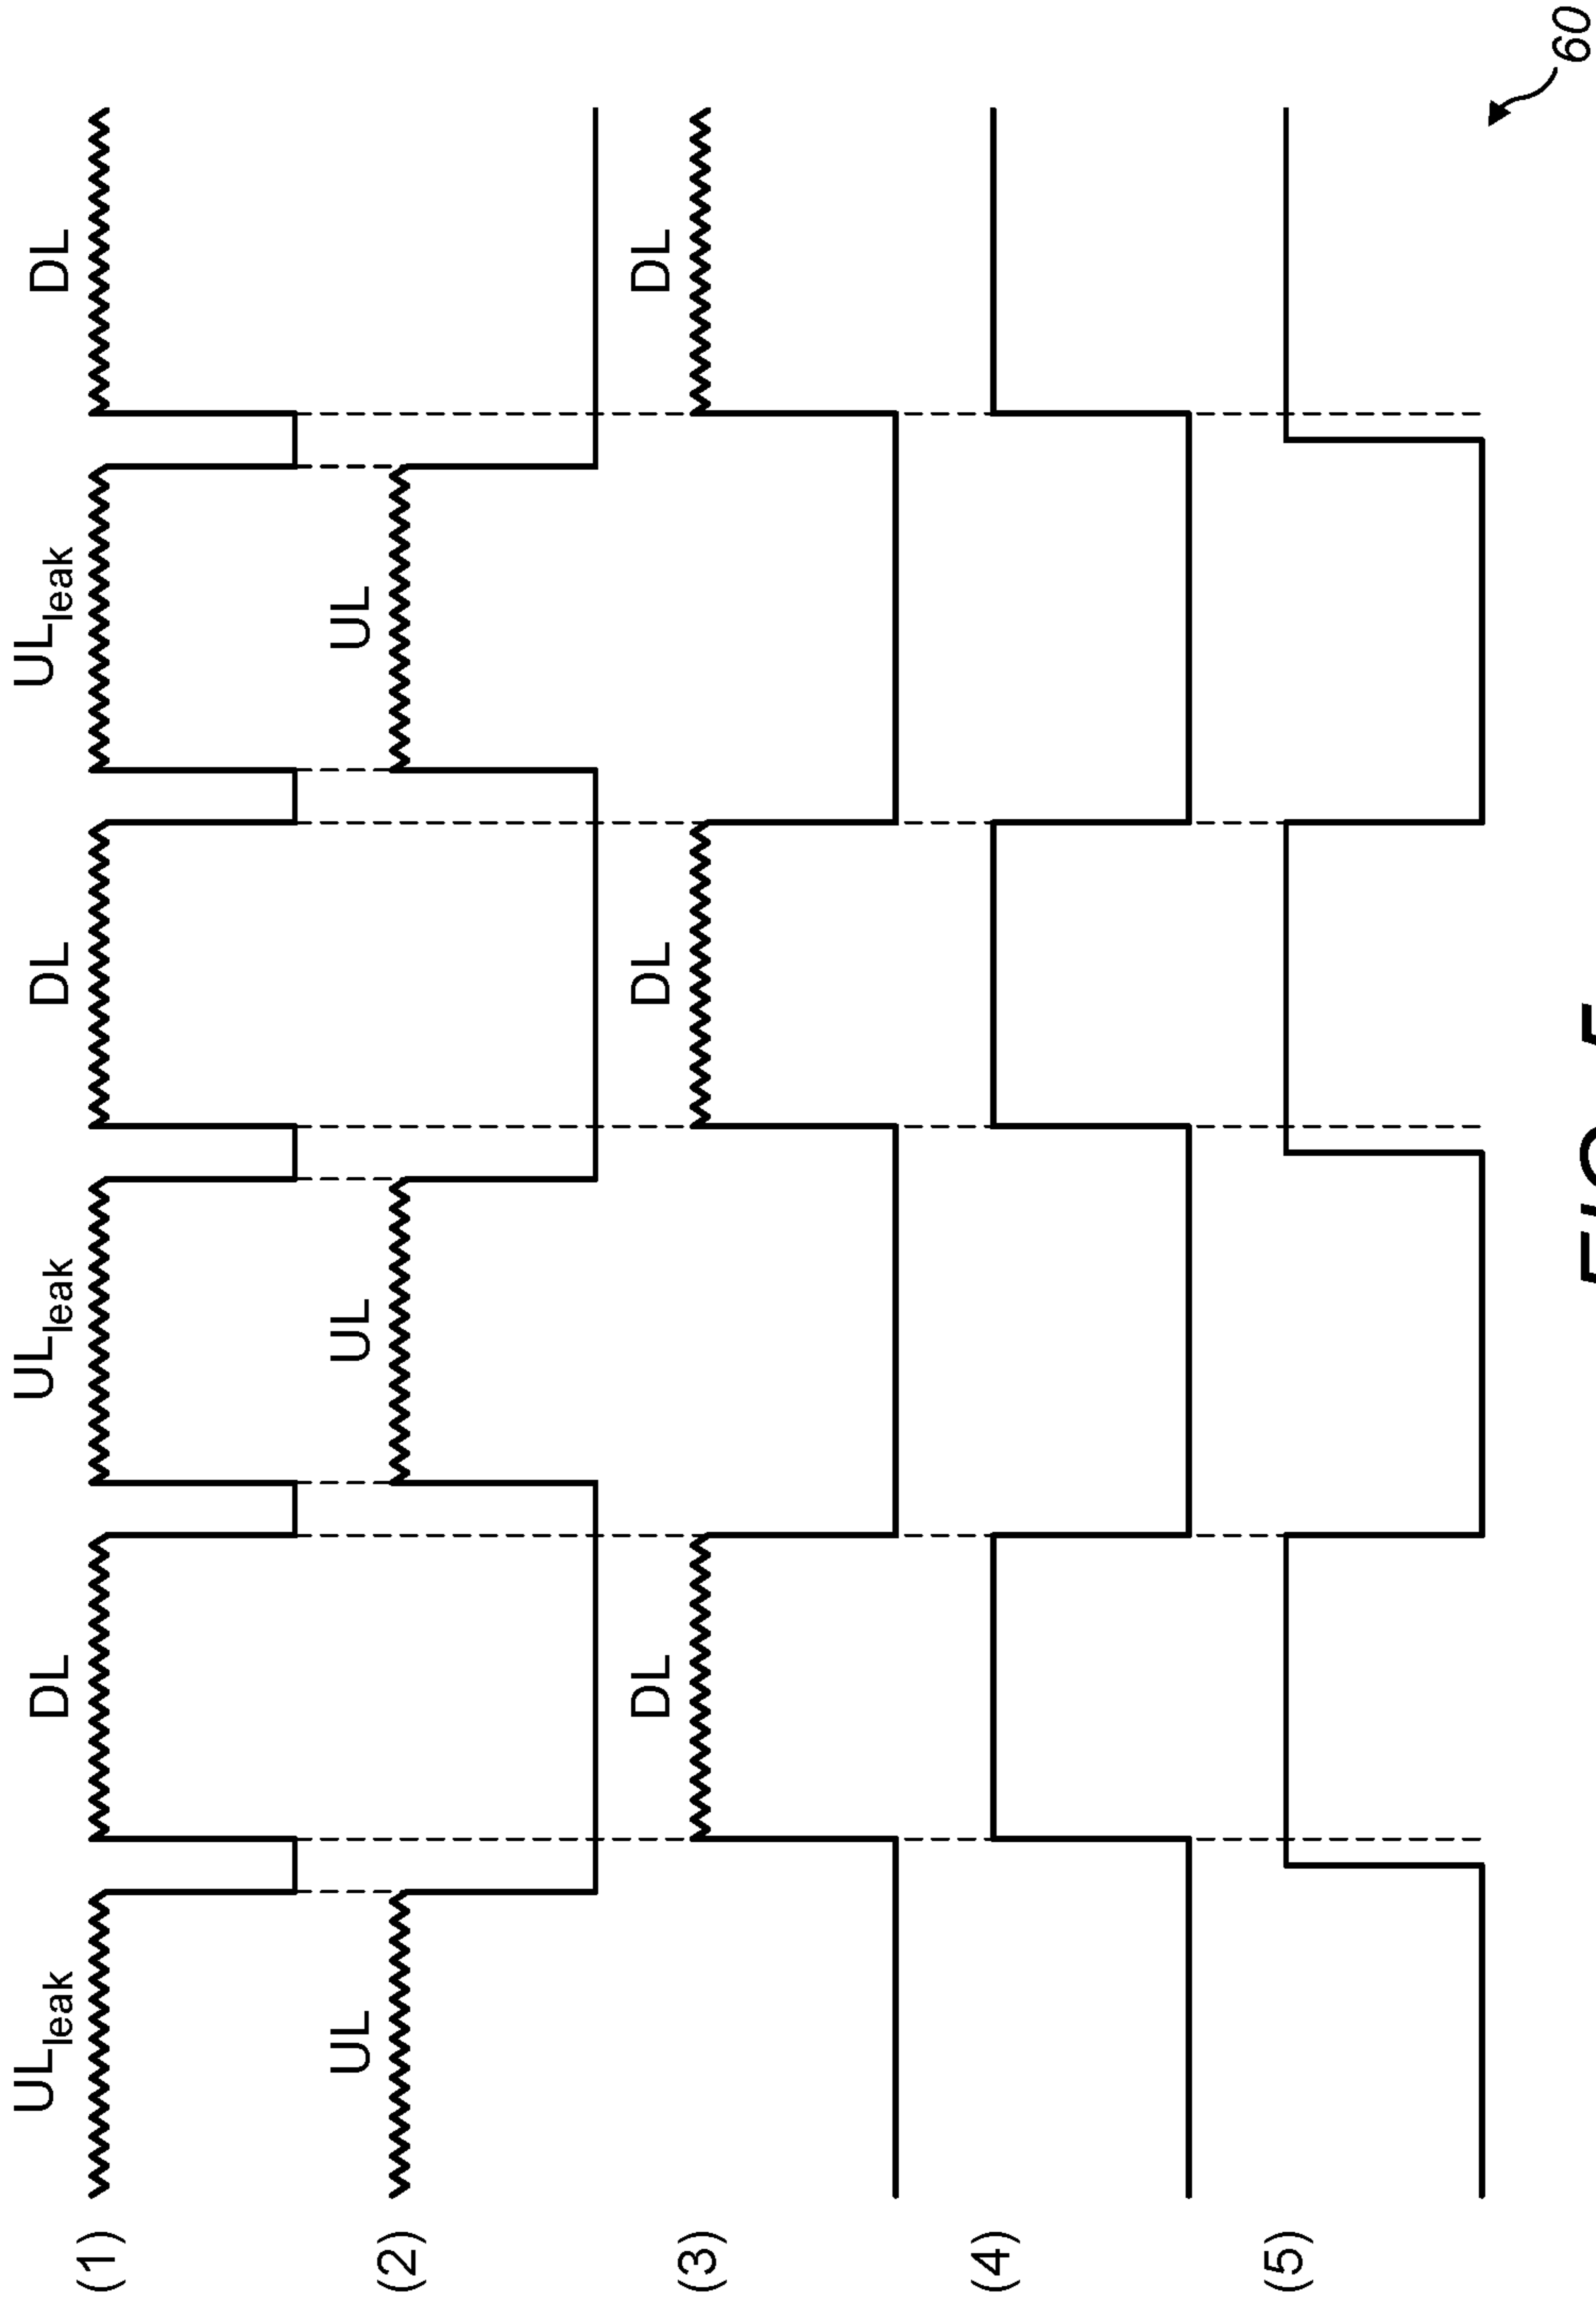 (1) UL_leak DL UL_leak DL UL_leak DL
(2) UL UL UL
(3) DL DL DL
(4)
(5)
60